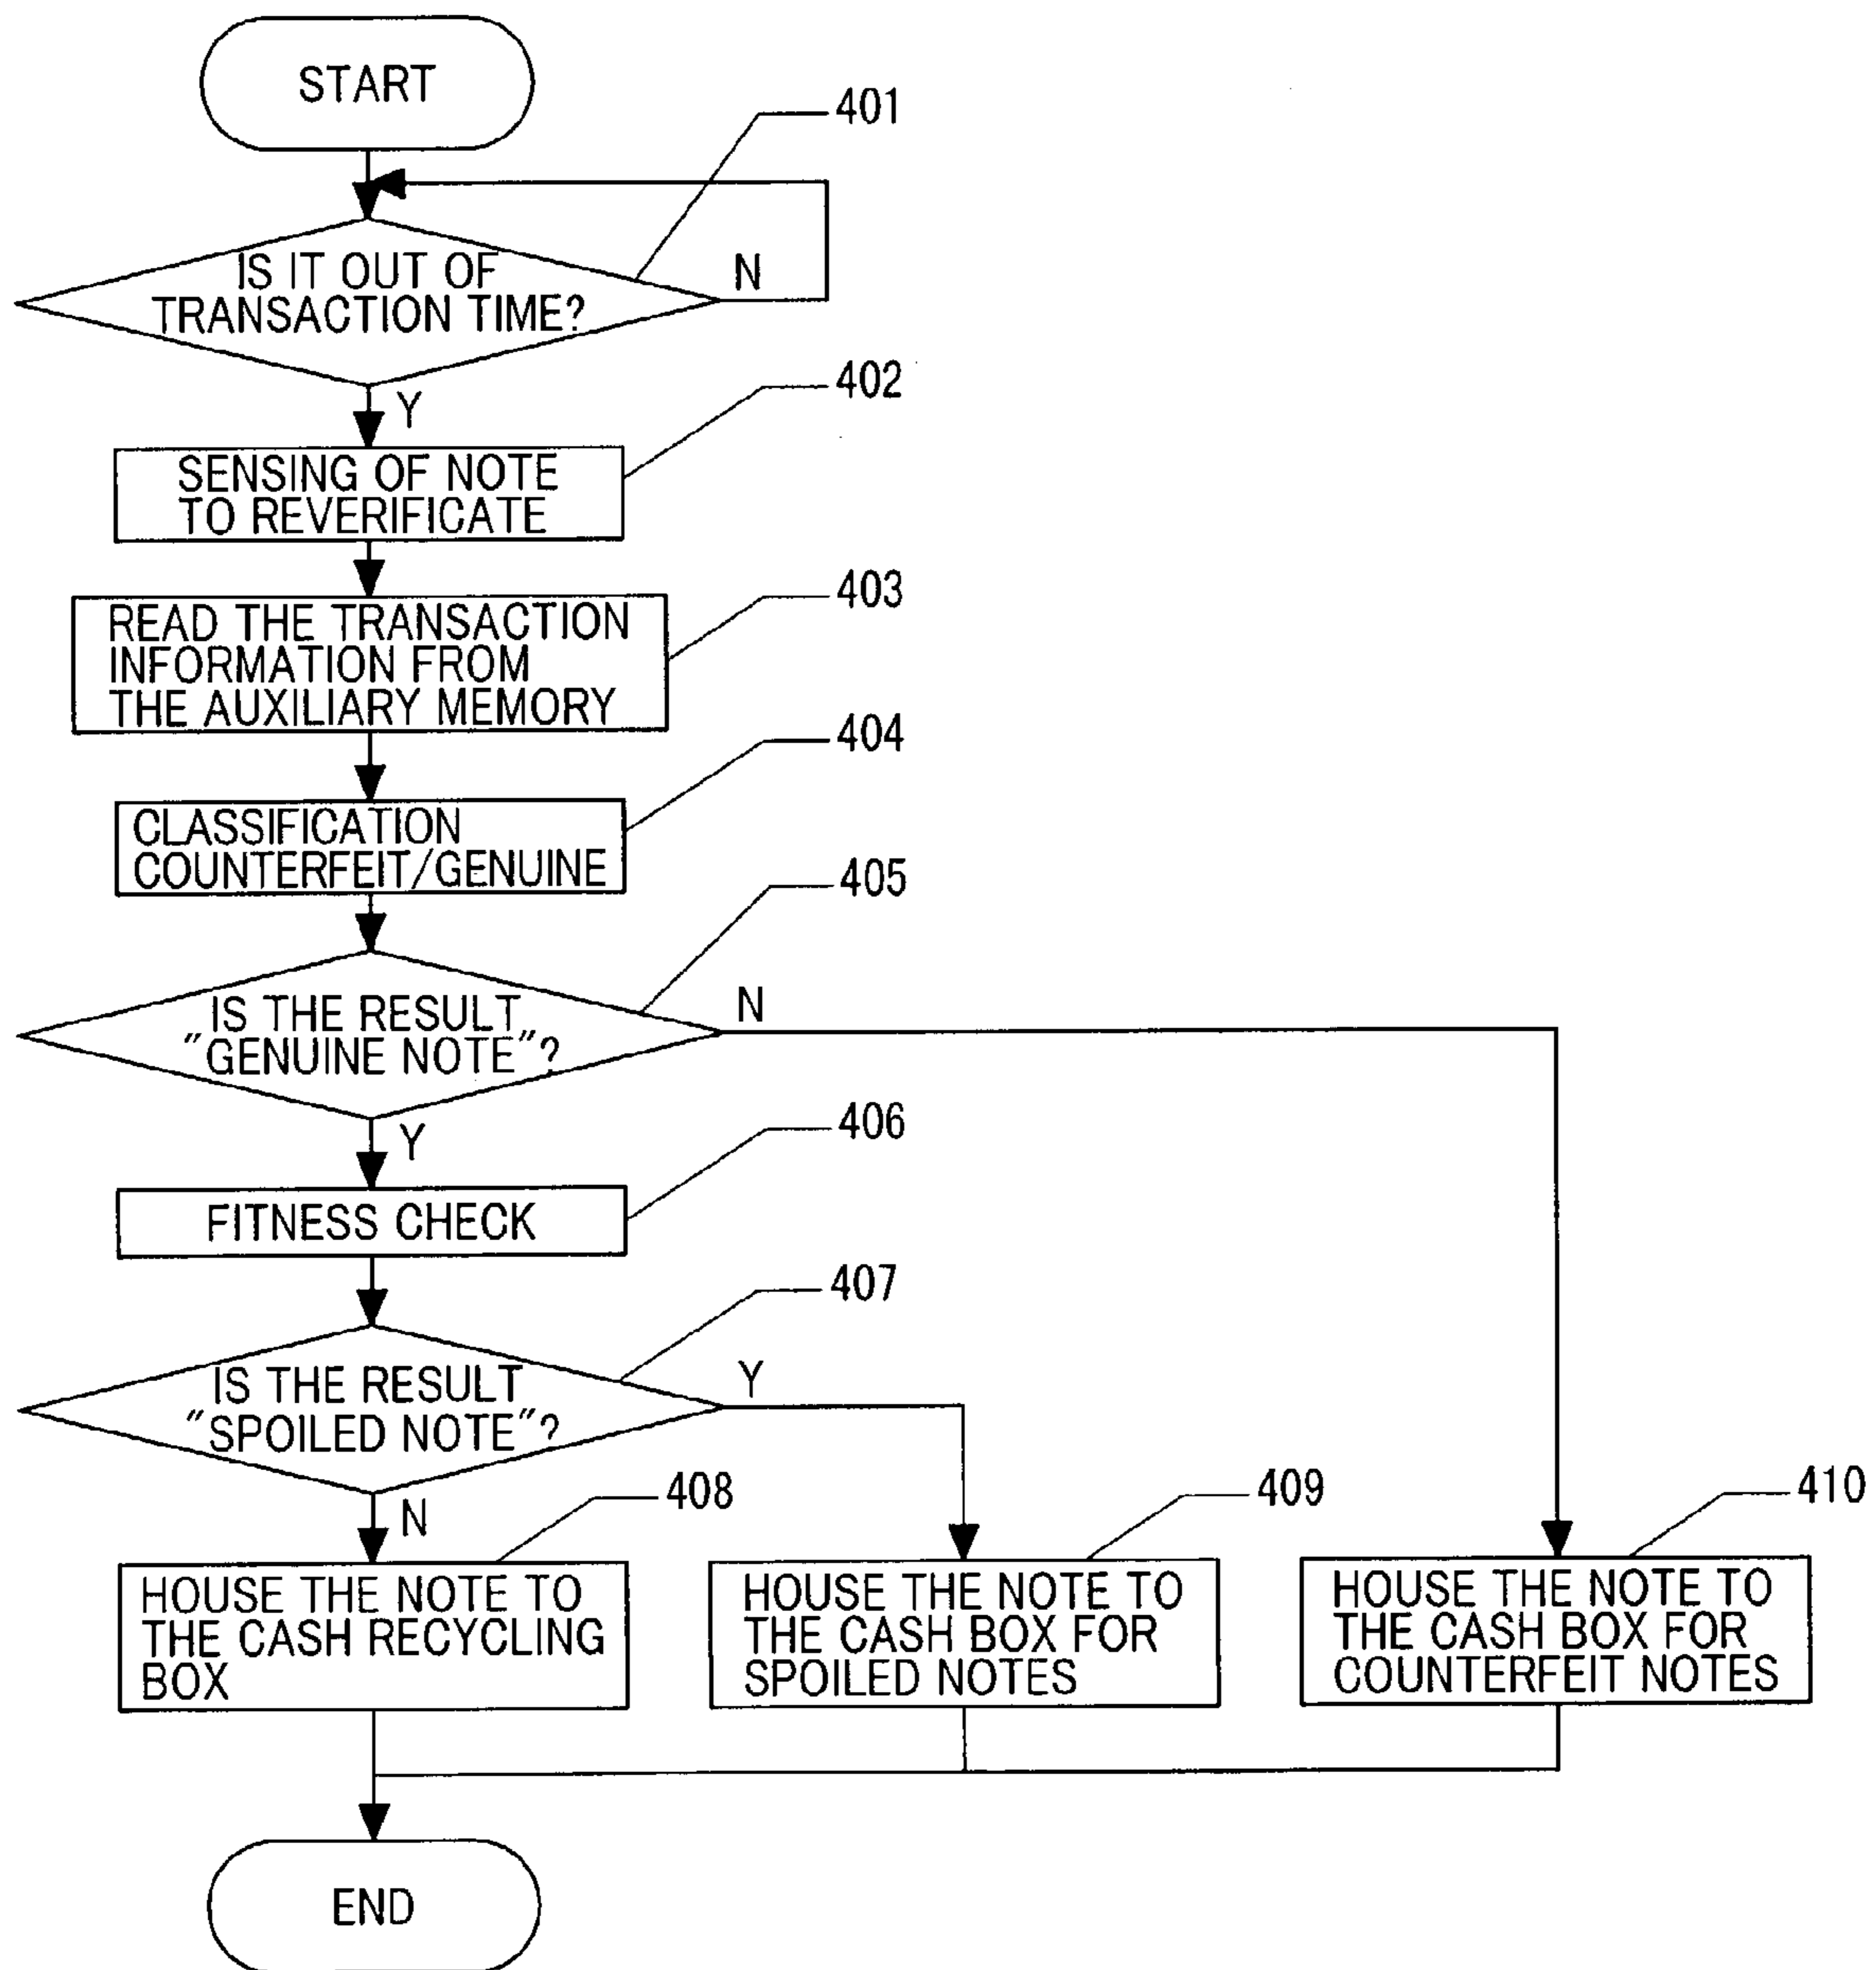 START
401
IS IT OUT OF
TRANSACTION TIME?
N
Y
402
SENSING OF NOTE
TO REVERIFICATE
403
READ THE TRANSACTION
INFORMATION FROM
THE AUXILIARY MEMORY
404
CLASSIFICATION
COUNTERFEIT/GENUINE
405
IS THE RESULT
"GENUINE NOTE"?
N
Y
406
FITNESS CHECK
407
IS THE RESULT
"SPOILED NOTE"?
Y
N
408
HOUSE THE NOTE TO
THE CASH RECYCLING
BOX
409
HOUSE THE NOTE TO
THE CASH BOX FOR
SPOILED NOTES
410
HOUSE THE NOTE TO
THE CASH BOX FOR
COUNTERFEIT NOTES
END